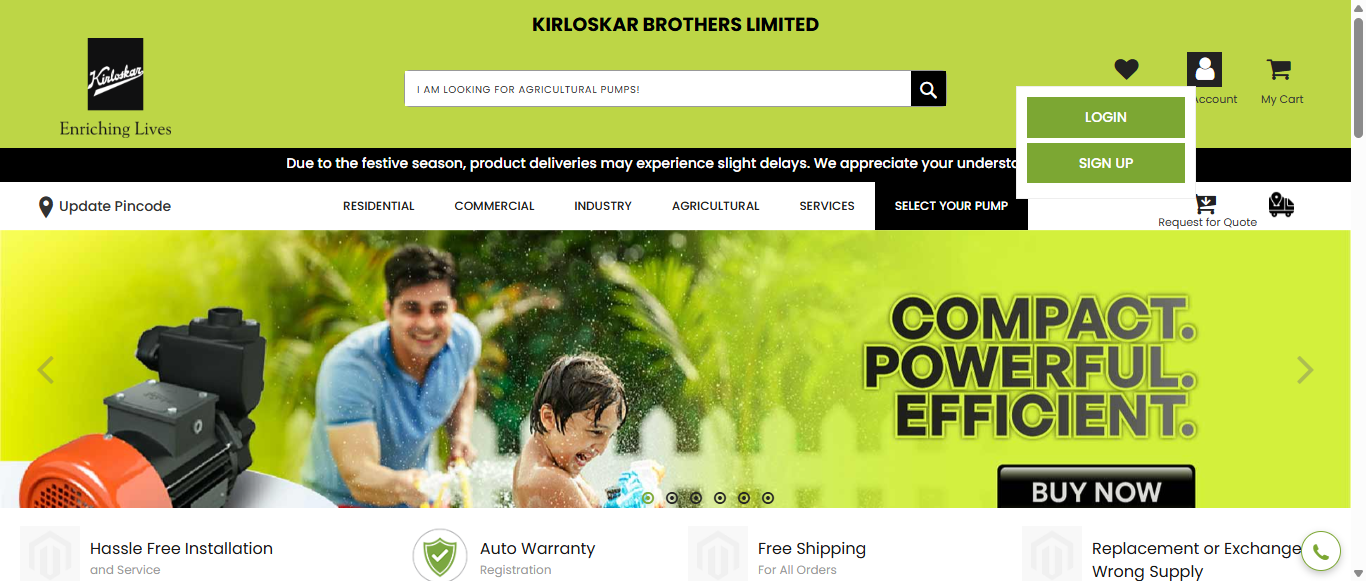 KIRLOSKAR BROTHERS LIMITED
Kirloskar
Enriching Lives
I AM LOOKING FOR AGRICULTURAL PUMPS!
Account
My Cart
LOGIN
SIGN UP
Due to the festive season, product deliveries may experience slight delays. We appreciate your
Update Pincode
RESIDENTIAL
COMMERCIAL
INDUSTRY
AGRICULTURAL
SERVICES
SELECT YOUR PUMP
Request for Quote
COMPACT.
POWERFUL.
EFFICIENT.
BUY NOW
Hassle Free Installation
and Service
Auto Warranty
Registration
Free Shipping
For All Orders
Replacement or Exchange
Wrong Supply